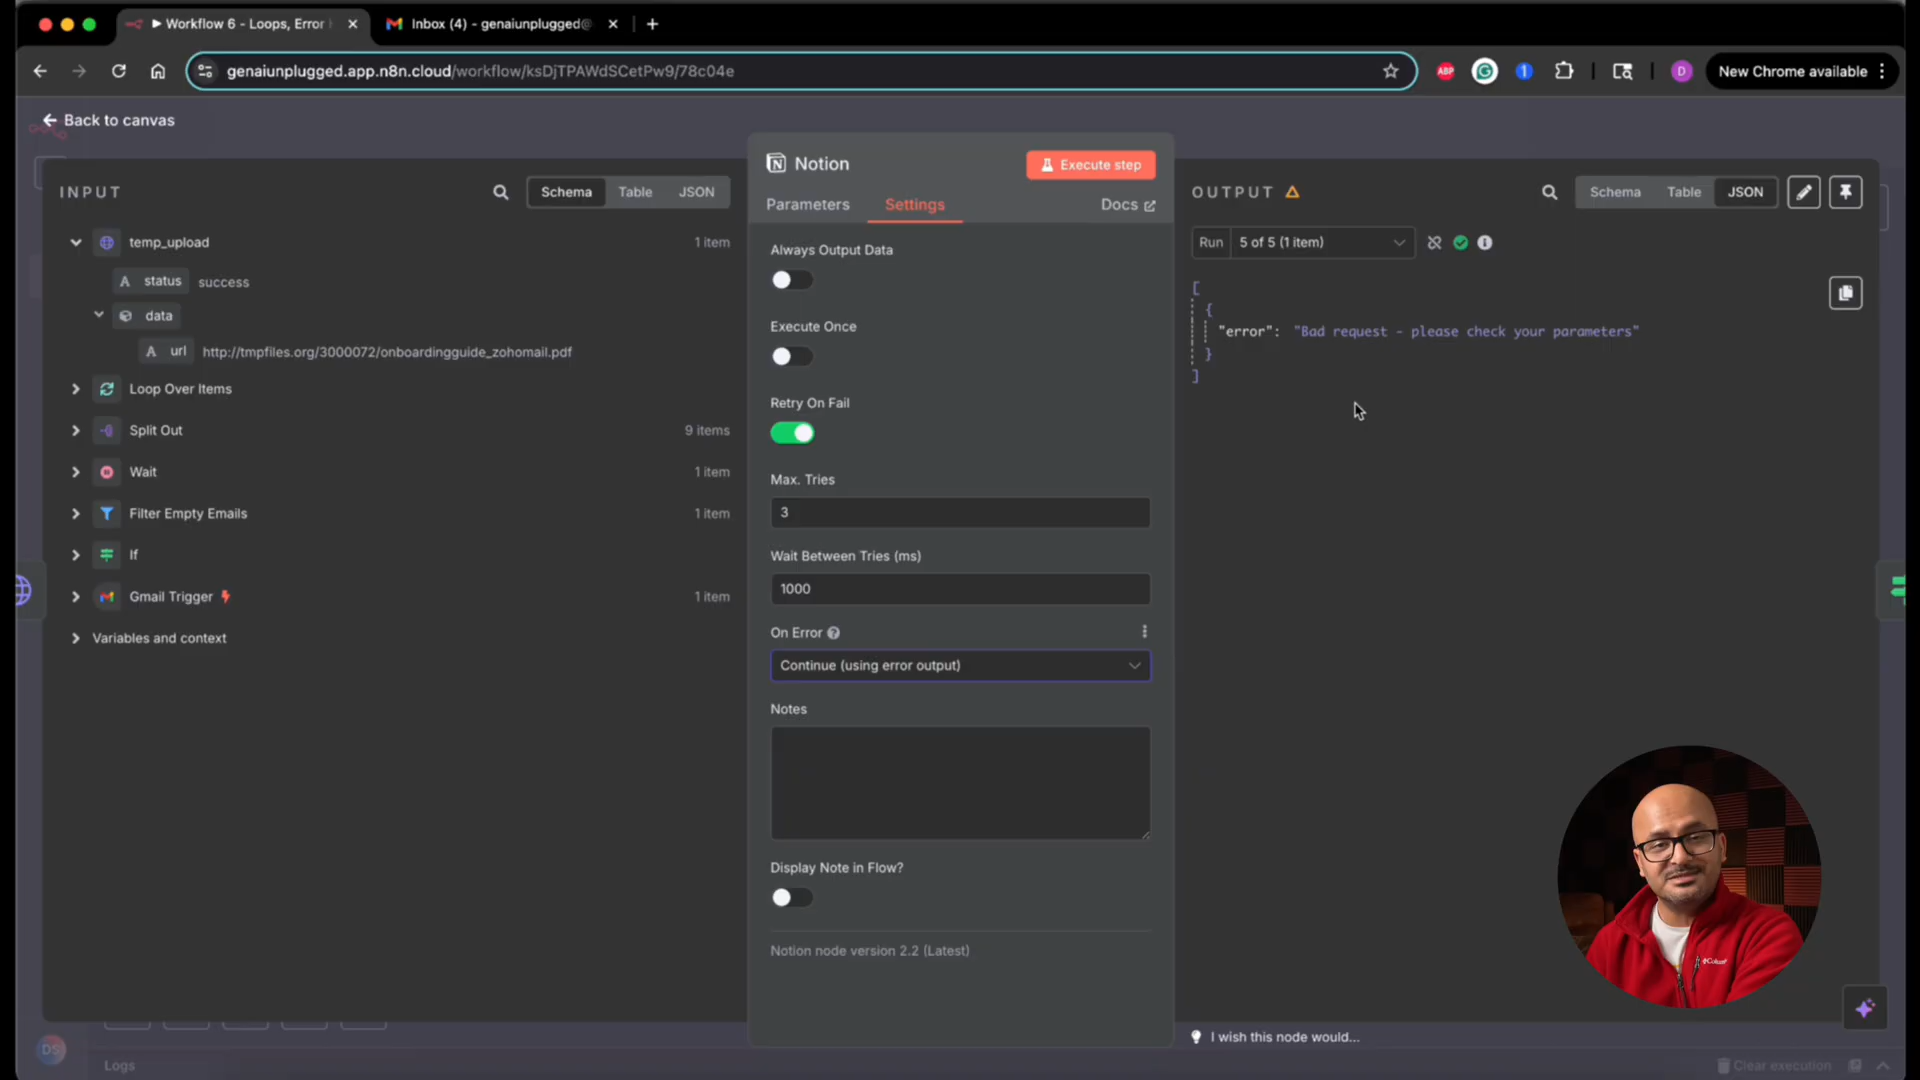 Workflow 6 - Loops, Error
Inbox (4) - genaiunplugged@
genaiunplugged.app.n8n.cloud/workflow/ksDjTPAWdSCetPw9/78c04e
ABP
1
D
New Chrome available
Back to canvas
INPUT
Schema
Table
JSON
temp_upload
1 item
A status success
data
A url http://tmpfiles.org/3000072/onboardingguide_zohomail.pdf
Loop Over Items
Split Out
9 items
Wait
1 item
Filter Empty Emails
1 item
If
Gmail Trigger
1 item
Variables and context
Notion
Execute step
Parameters
Settings
Docs
Always Output Data
Execute Once
Retry On Fail
Max. Tries
3
Wait Between Tries (ms)
1000
On Error
Continue (using error output)
Notes
Display Note in Flow?
Notion node version 2.2 (Latest)
OUTPUT
Schema
Table
JSON
Run
5 of 5 (1 item)
[
{
"error": "Bad request - please check your parameters"
}
]
Columbia
I wish this node would...
DS
Logs
Clear execution